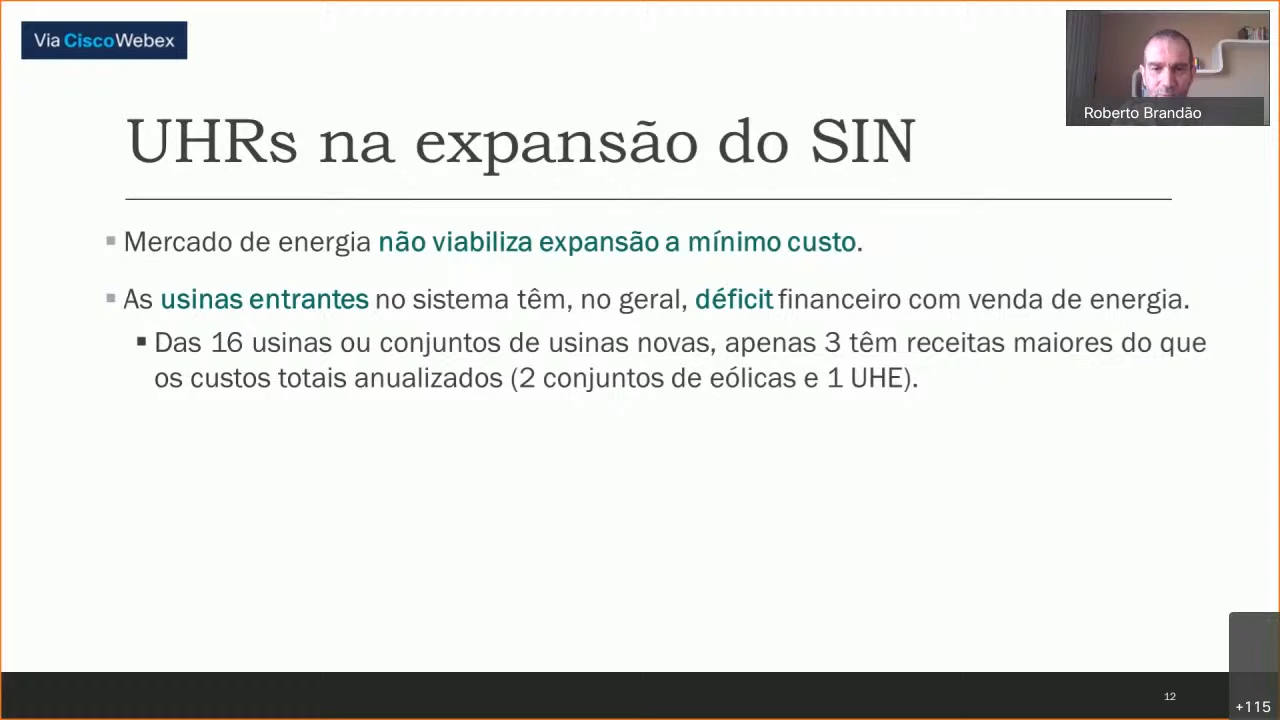 Via CiscoWebex
Roberto Brandão
UHRs na expansão do SIN
▪ Mercado de energia não viabiliza expansão a mínimo custo.
▪ As usinas entrantes no sistema têm, no geral, déficit financeiro com venda de energia.
▪ Das 16 usinas ou conjuntos de usinas novas, apenas 3 têm receitas maiores do que
os custos totais anualizados (2 conjuntos de eólicas e 1 UHE).
12
+115